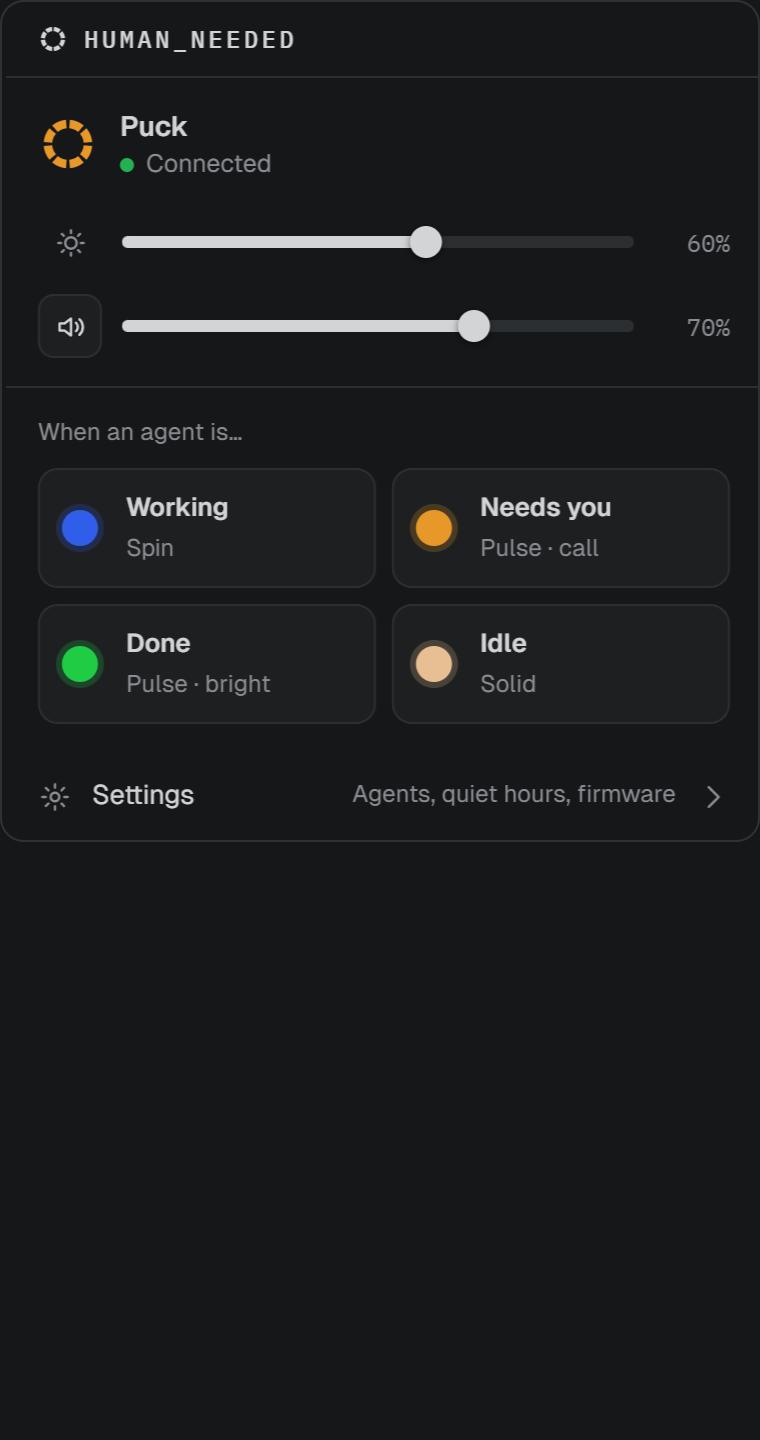 HUMAN_NEEDED
Puck
Connected
60%
70%
When an agent is…
Working
Spin
Needs you
Pulse · call
Done
Pulse · bright
Idle
Solid
Settings
Agents, quiet hours, firmware